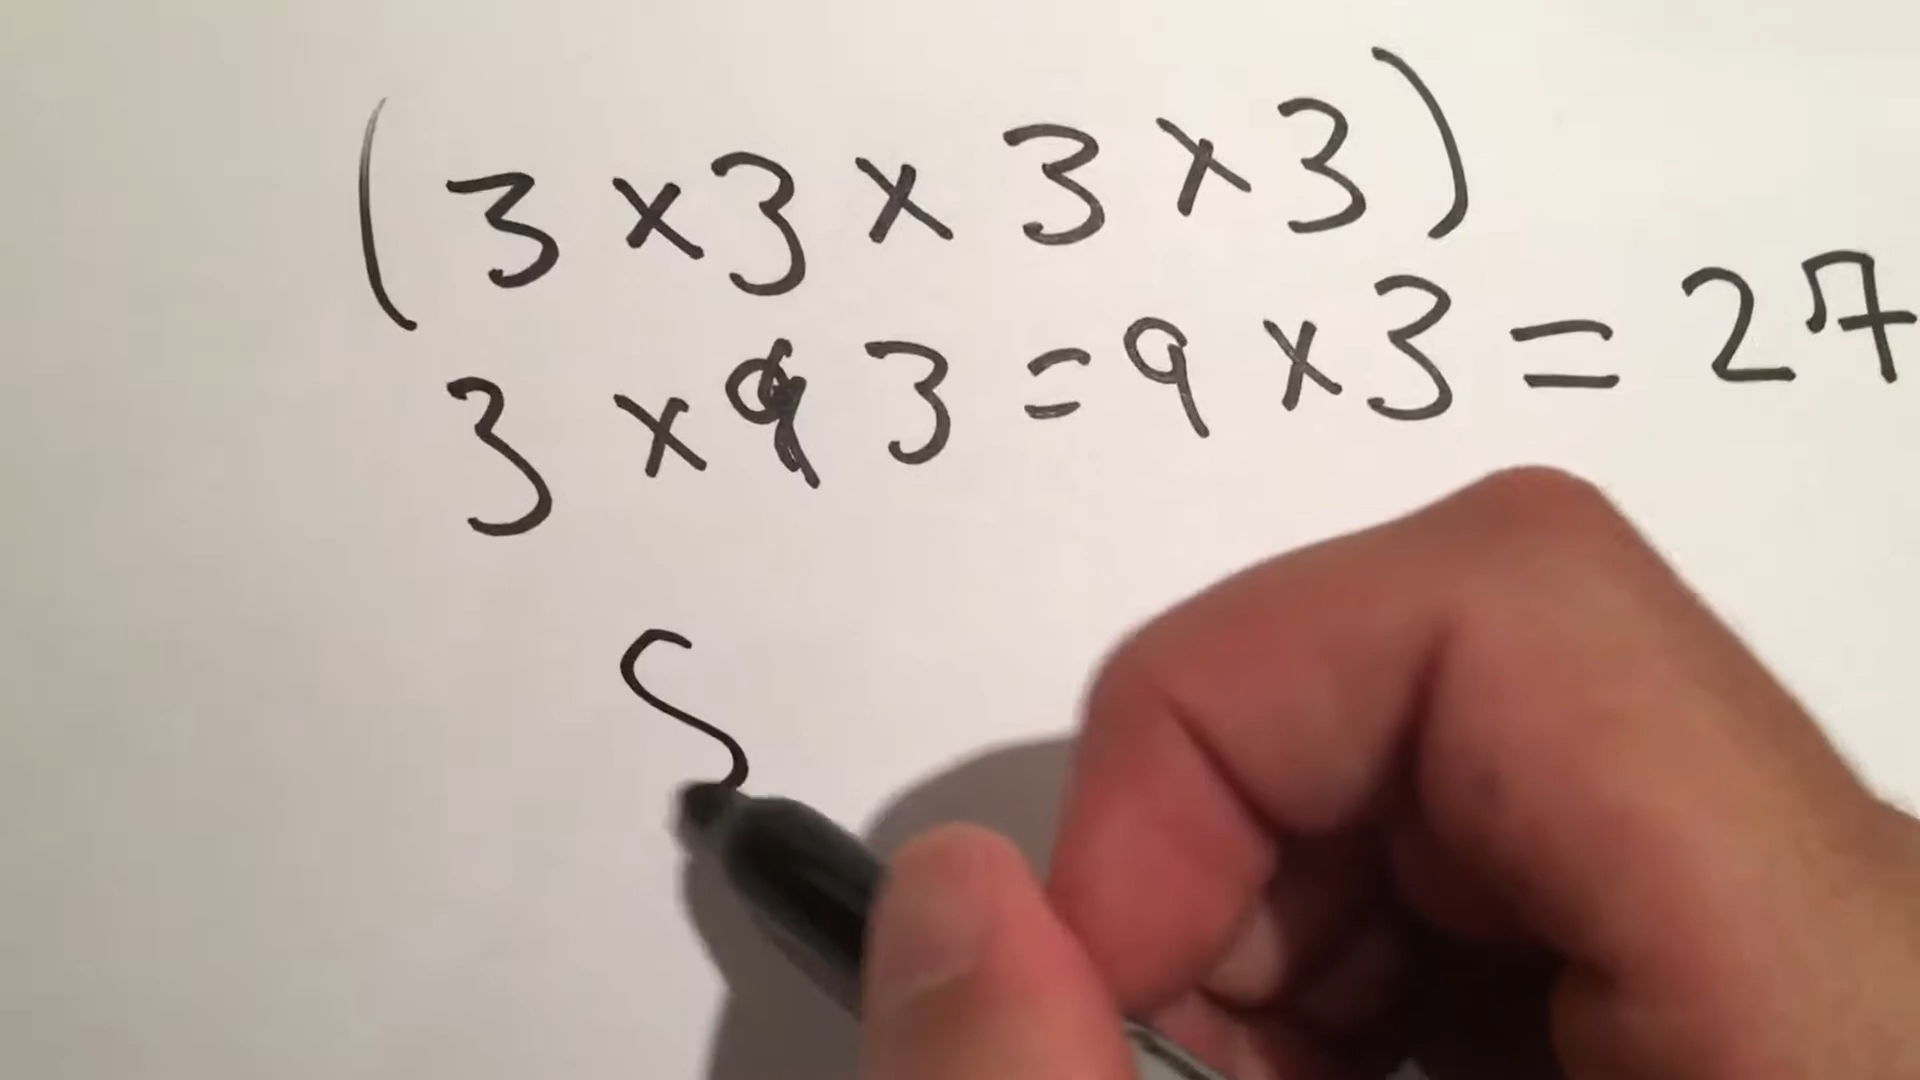 (3 x 3 x 3 x 3)
3 x 3 = 9 x 3 = 27